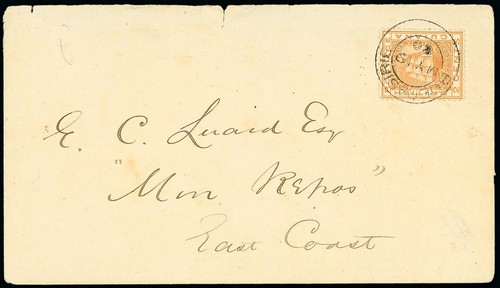 E. C. Luard Esq
"Mon Repos"
East Coast